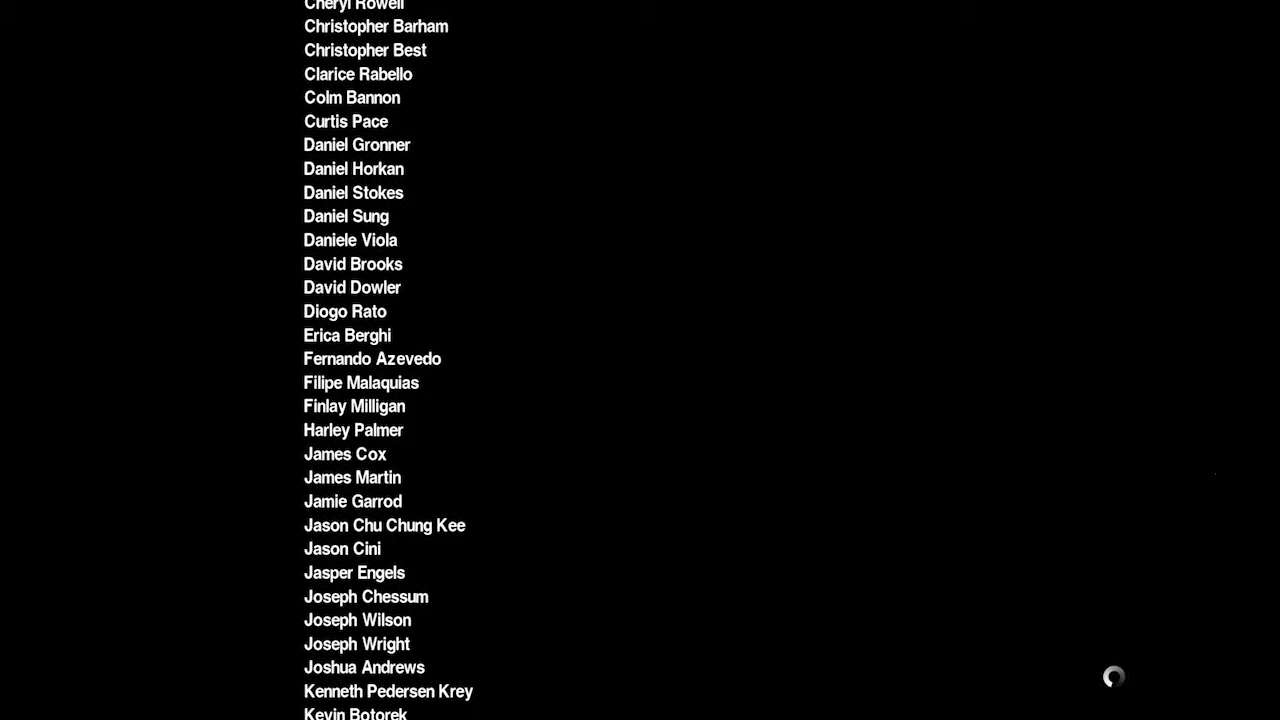 Cheryl Rowell
Christopher Barham
Christopher Best
Clarice Rabello
Colm Bannon
Curtis Pace
Daniel Gronner
Daniel Horkan
Daniel Stokes
Daniel Sung
Daniele Viola
David Brooks
David Dowler
Diogo Rato
Erica Berghi
Fernando Azevedo
Filipe Malaquias
Finlay Milligan
Harley Palmer
James Cox
James Martin
Jamie Garrod
Jason Chu Chung Kee
Jason Cini
Jasper Engels
Joseph Chessum
Joseph Wilson
Joseph Wright
Joshua Andrews
Kenneth Pedersen Krey
Kevin Botorek